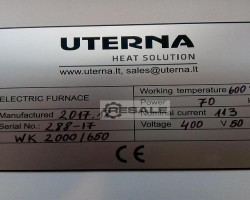 UTERNA
HEAT SOLUTION
www.uterna.lt, sales@uterna.lt
ELECTRIC FURNACE
Working temperature 600
Power 70
Manufactured 2017.
Nominal current 113
Serial No.: 288-17
Voltage 400 V 50
WK 2000/650
RESALE
CE